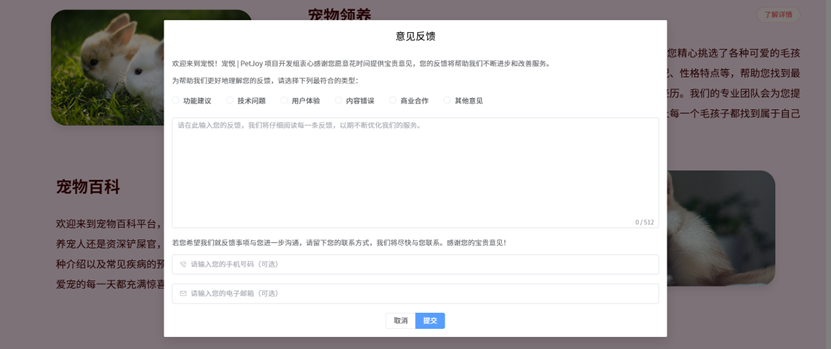 宠物领养
了解详情
您精心挑选了各种可爱的毛孩
、性格特点等，帮助您找到最
经历。我们的专业团队会为您提
每一个毛孩子都找到属于自己
意见反馈
欢迎来到宠悦！宠悦 | PetJoy 项目开发组衷心感谢您愿意花时间提供宝贵意见，您的反馈将帮助我们不断进步和改善服务。
为帮助我们更好地理解您的反馈，请选择下列最符合的类型：
功能建议 技术问题 用户体验 内容错误 商业合作 其他意见
请在此输入您的反馈，我们将仔细阅读每一条反馈，以期不断优化我们的服务。
0 / 512
若您希望我们就反馈事项与您进一步沟通，请留下您的联系方式，我们将尽快与您联系。感谢您的宝贵意见！
请输入您的手机号码（可选）
请输入您的电子邮箱（可选）
取消 提交
宠物百科
欢迎来到宠物百科平台，
养宠人还是资深铲屎官，
种介绍以及常见疾病的预
爱宠的每一天都充满惊喜